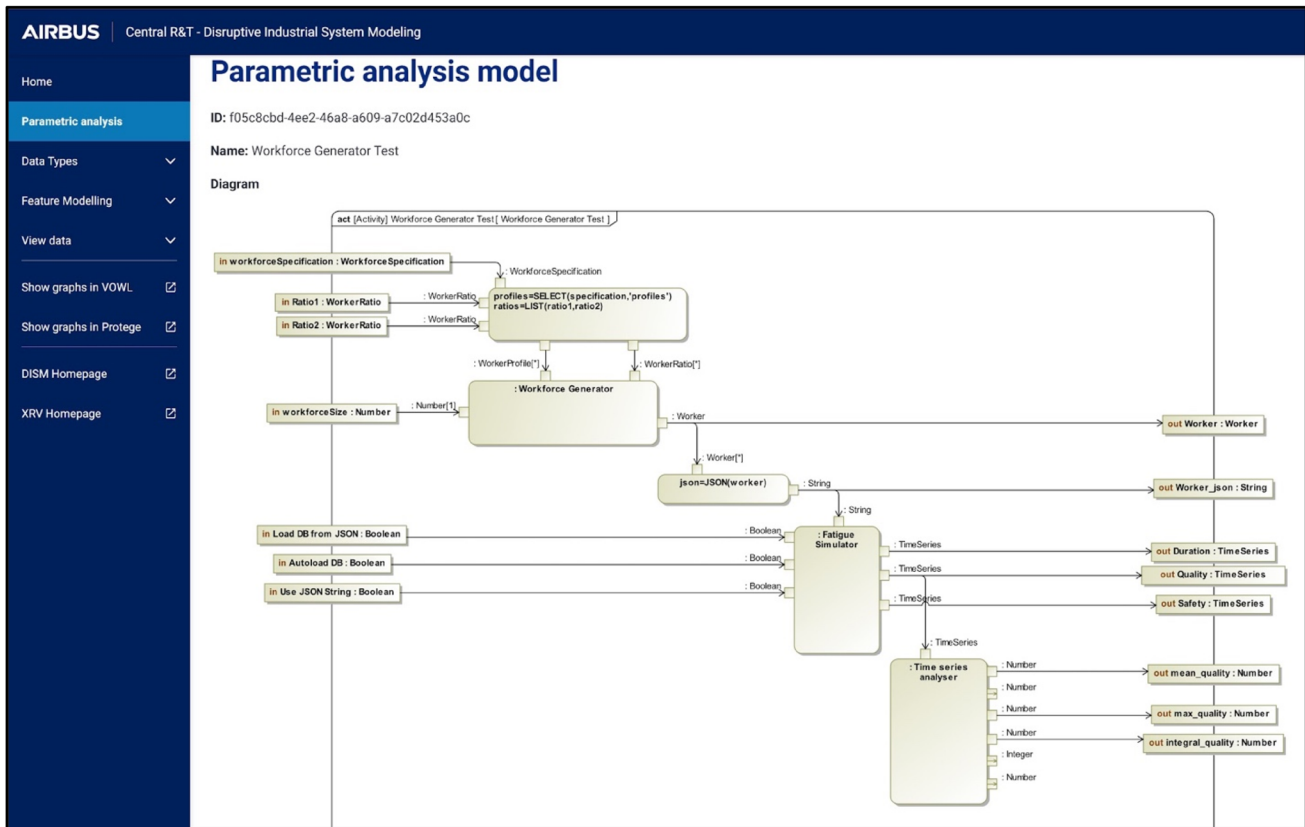 AIRBUS
Central R&T - Disruptive Industrial System Modeling
Home
Parametric analysis
Data Types
Feature Modelling
View data
Show graphs in VOWL
Show graphs in Protege
DISM Homepage
XRV Homepage
Parametric analysis model
ID: f05c8cbd-4ee2-46a8-a609-a7c02d453a0c
Name: Workforce Generator Test
Diagram
act [Activity] Workforce Generator Test [ Workforce Generator Test ]
in workforceSpecification : WorkforceSpecification
: WorkforceSpecification
in Ratio1 : WorkerRatio
: WorkerRatio
profiles=SELECT(specification,'profiles')
ratios=LIST(ratio1,ratio2)
in Ratio2 : WorkerRatio
: WorkerRatio
: WorkerProfile[*]
: WorkerRatio[*]
: Workforce Generator
in workforceSize : Number
: Number[1]
: Worker
out Worker : Worker
: Worker[*]
json=JSON(worker)
: String
out Worker_json : String
: String
in Load DB from JSON : Boolean
: Boolean
: Fatigue
Simulator
: TimeSeries
out Duration : TimeSeries
in Autoload DB : Boolean
: Boolean
: TimeSeries
out Quality : TimeSeries
in Use JSON String : Boolean
: Boolean
: TimeSeries
out Safety : TimeSeries
: TimeSeries
: Time series
analyser
: Number
out mean_quality : Number
: Number
: Number
out max_quality : Number
: Number
out integral_quality : Number
: Integer
: Number